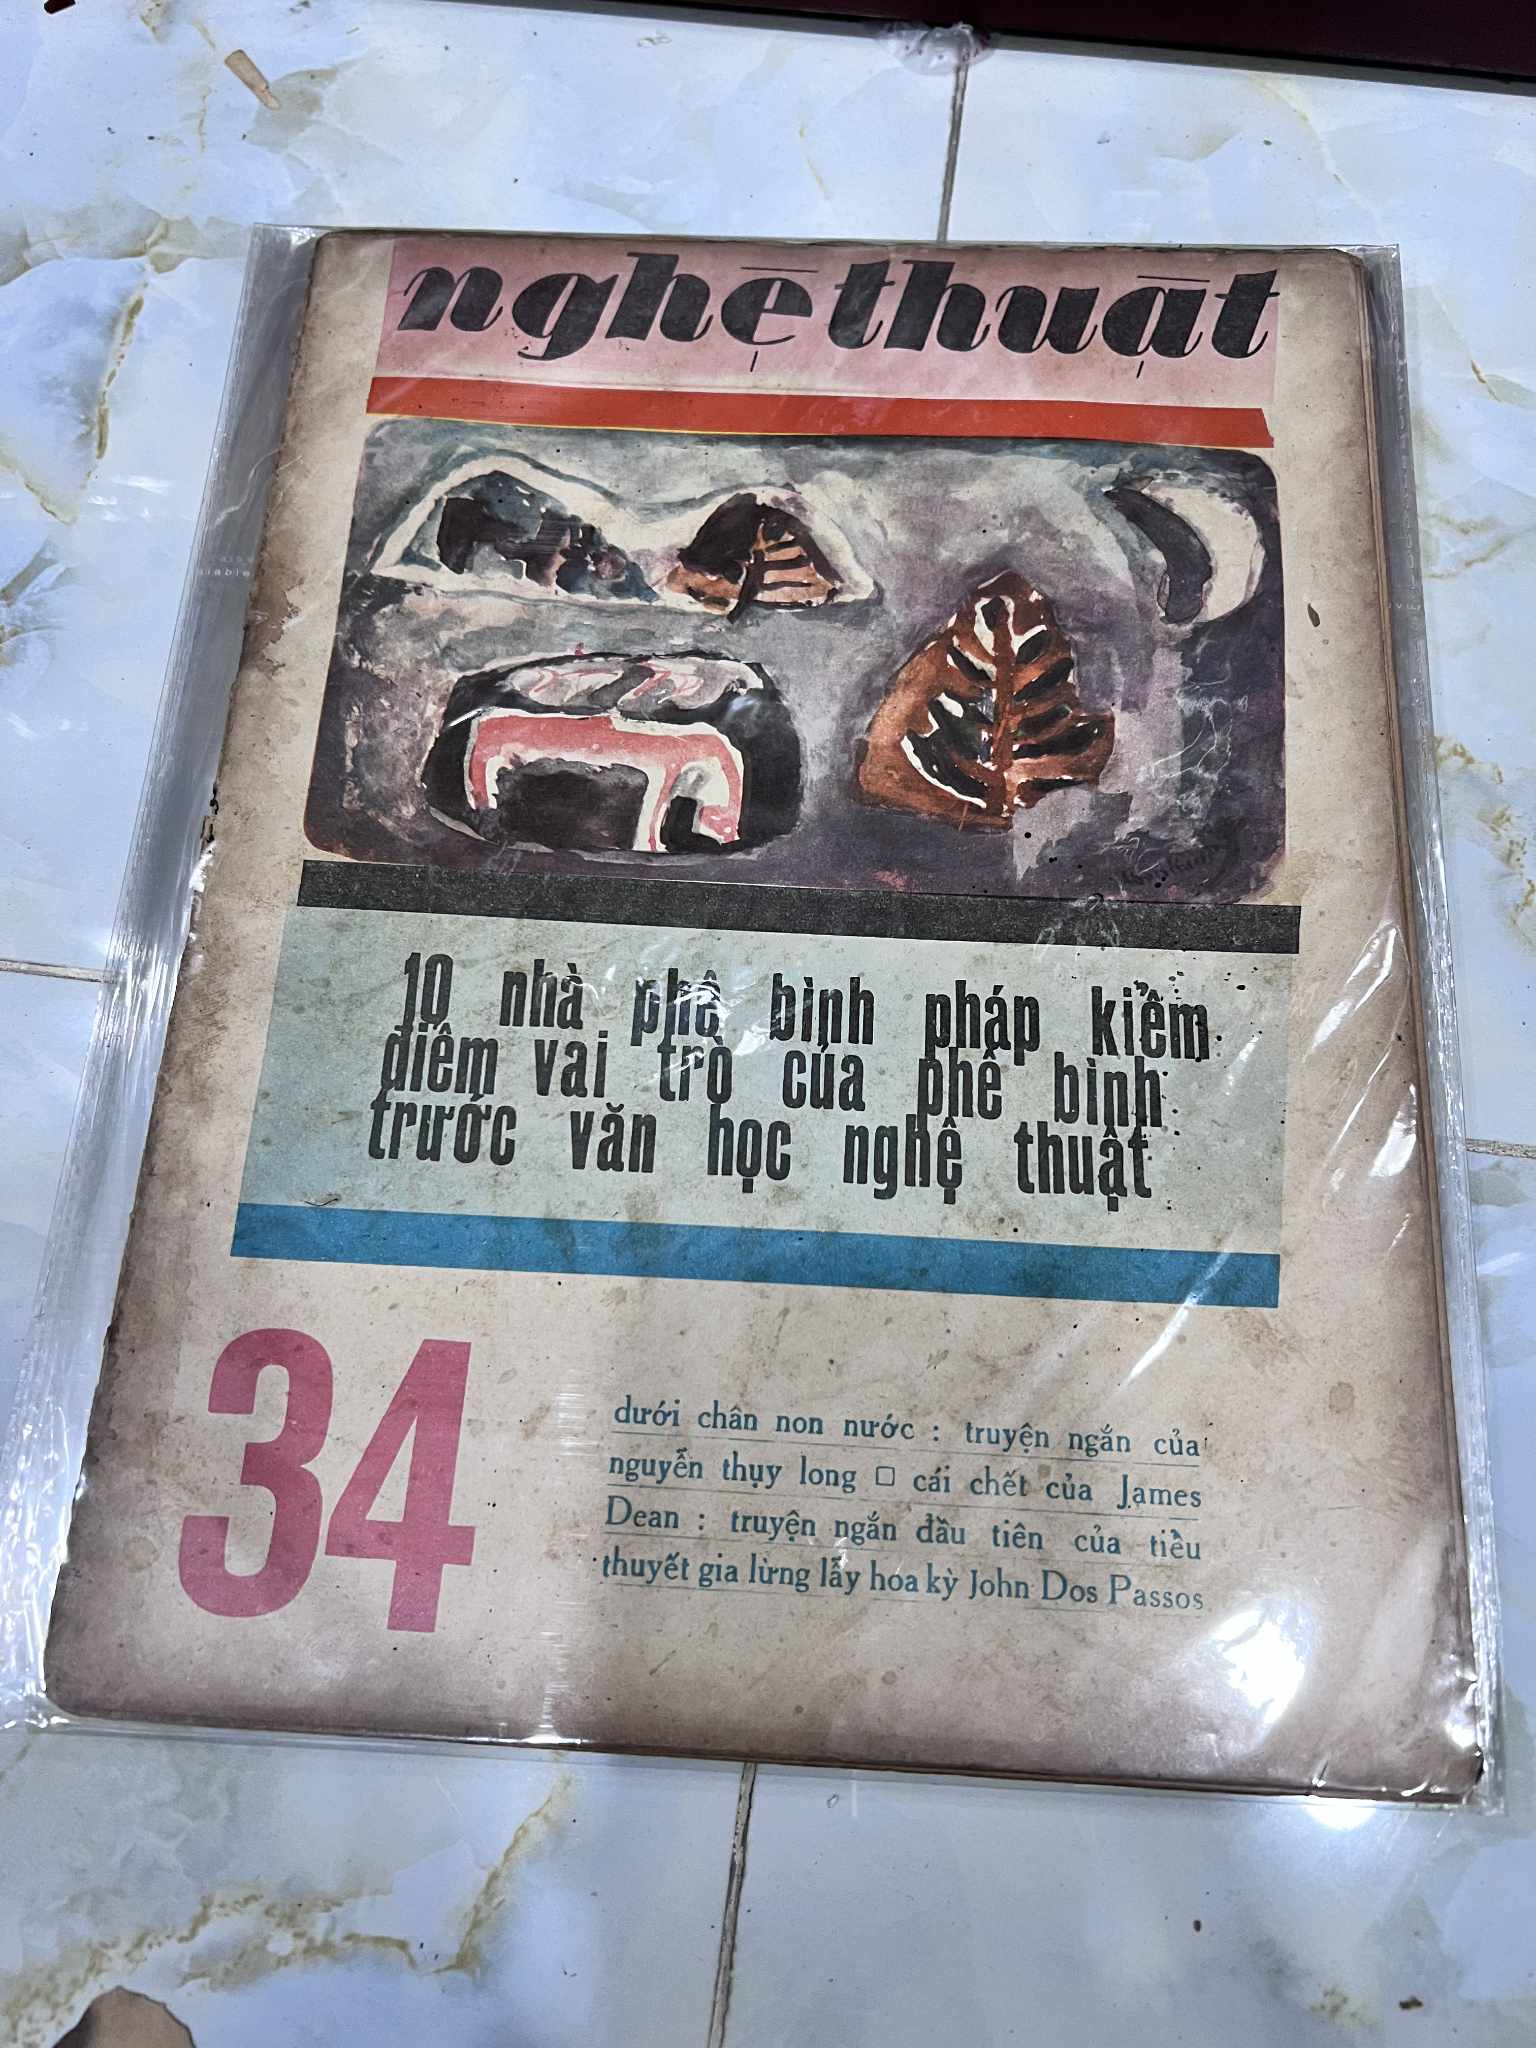 nghệ thuật
10 nhà phê bình pháp kiểm
điểm vai trò của phê bình
trước văn học nghệ thuật
34
dưới chân non nước : truyện ngắn của
nguyễn thụy long □ cái chết của James
Dean : truyện ngắn đầu tiên của tiểu
thuyết gia lừng lẫy hoa kỳ John Dos Passos